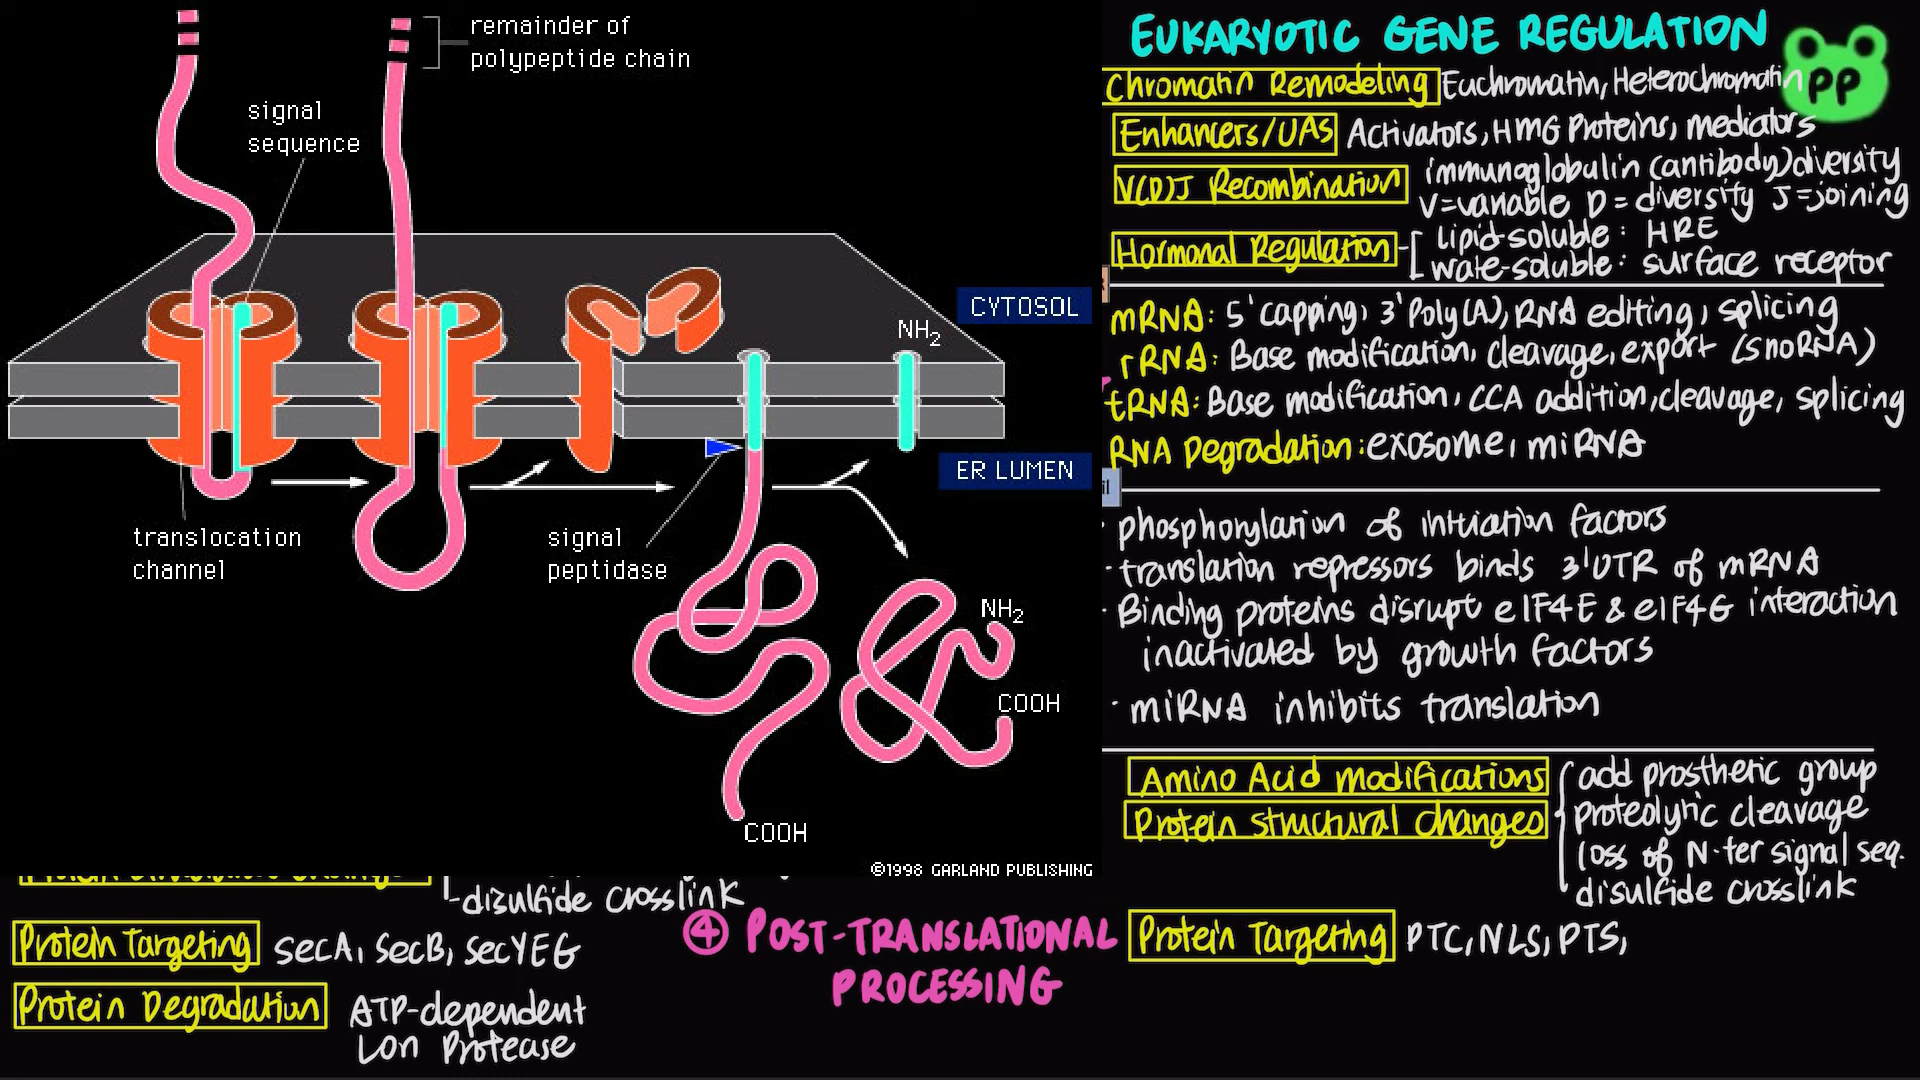 remainder of
polypeptide chain
signal
sequence
CYTOSOL
NH2
ER LUMEN
translocation
channel
signal
peptidase
NH2
COOH
COOH
©1998 GARLAND PUBLISHING
disulfide crosslink
Protein Targeting SecA, SecB, SecYEG
Protein Degradation ATP-dependent
Lon Protease
④ POST-TRANSLATIONAL
PROCESSING
EUKARYOTIC GENE REGULATION
PP
Chromatin Remodeling Euchromatin, Heterochromatin
Enhancers/UAS Activators, HMG Proteins, mediators
V(D)J Recombination immunoglobulin (antibody) diversity
V=variable D=diversity J=joining
Hormonal Regulation lipid-soluble: HRE
wate-soluble: surface receptor
mRNA: 5' capping, 3' Poly(A), RNA editing, splicing
rRNA: Base modification, cleavage, export (snoRNA)
tRNA: Base modification, CCA addition, cleavage, splicing
RNA Degradation: exosome, miRNA
· phosphorylation of initiation factors
· translation repressors binds 3'UTR of mRNA
· Binding proteins disrupt eIF4E & eIF4G interaction
inactivated by growth factors
· miRNA inhibits translation
Amino Acid modifications
Protein structural changes
add prosthetic group
proteolytic cleavage
loss of N-ter signal seq.
disulfide crosslink
Protein Targeting PTC, NLS, PTS,